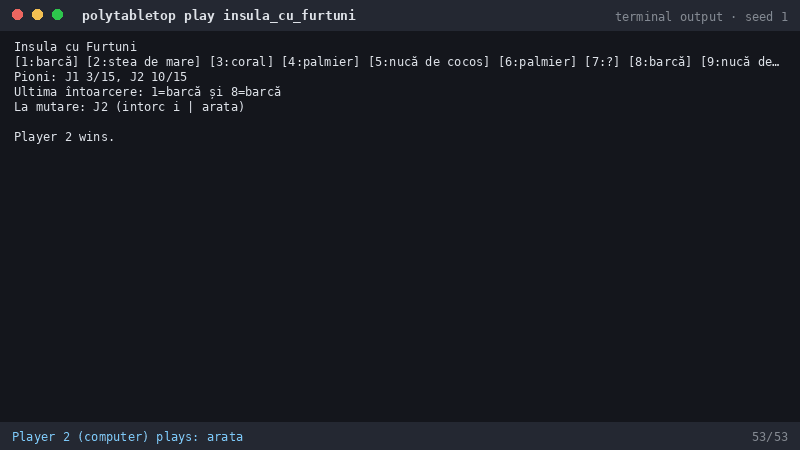 polytabletop play insula_cu_furtuni
terminal output · seed 1
Insula cu Furtuni
[1:barcă] [2:stea de mare] [3:coral] [4:palmier] [5:nucă de cocos] [6:palmier] [7:?] [8:barcă] [9:nucă de…
Pioni: J1 3/15, J2 10/15
Ultima întoarcere: 1=barcă și 8=barcă
La mutare: J2 (intorc i | arata)
Player 2 wins.
Player 2 (computer) plays: arata
53/53